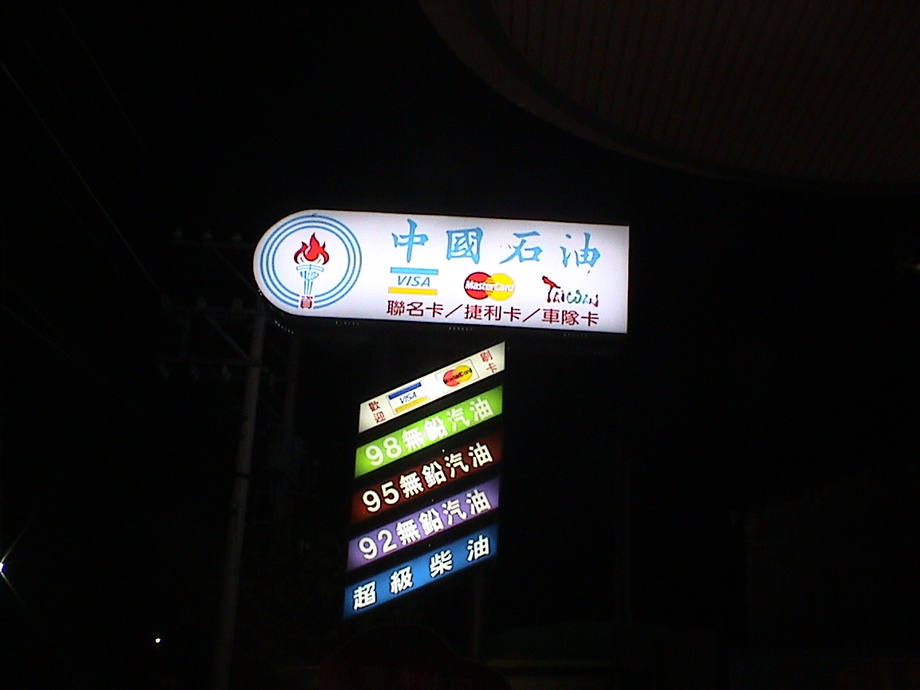 中國石油
VISA MasterCard TAIWAN
聯名卡／捷利卡／車隊卡
歡迎 VISA MasterCard 刷卡
98無鉛汽油
95無鉛汽油
92無鉛汽油
超級柴油